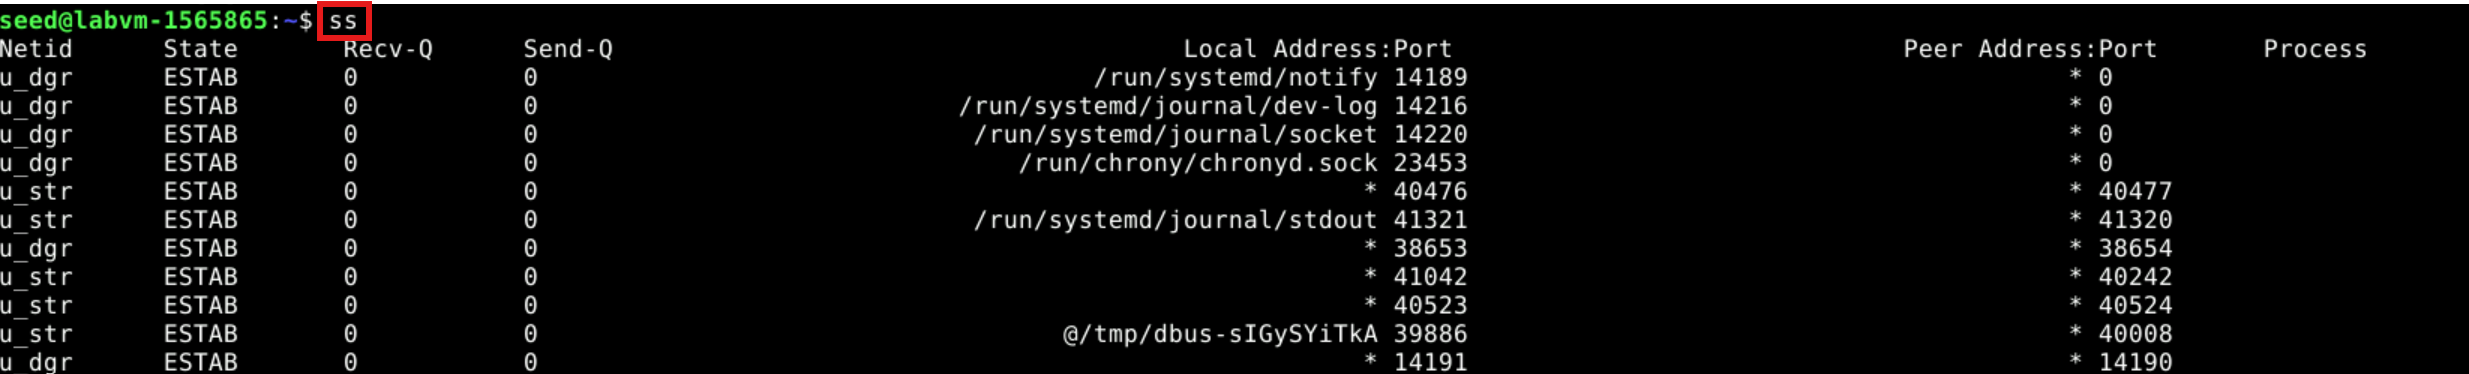 seed@labvm-1565865:~$ ss
Netid State Recv-Q Send-Q Local Address:Port Peer Address:Port Process
u_dgr ESTAB 0 0 /run/systemd/notify 14189 * 0
u_dgr ESTAB 0 0 /run/systemd/journal/dev-log 14216 * 0
u_dgr ESTAB 0 0 /run/systemd/journal/socket 14220 * 0
u_dgr ESTAB 0 0 /run/chrony/chronyd.sock 23453 * 0
u_str ESTAB 0 0 * 40476 * 40477
u_str ESTAB 0 0 /run/systemd/journal/stdout 41321 * 41320
u_dgr ESTAB 0 0 * 38653 * 38654
u_str ESTAB 0 0 * 41042 * 40242
u_str ESTAB 0 0 * 40523 * 40524
u_str ESTAB 0 0 @/tmp/dbus-sIGySYiTkA 39886 * 40008
u_dgr ESTAB 0 0 * 14191 * 14190